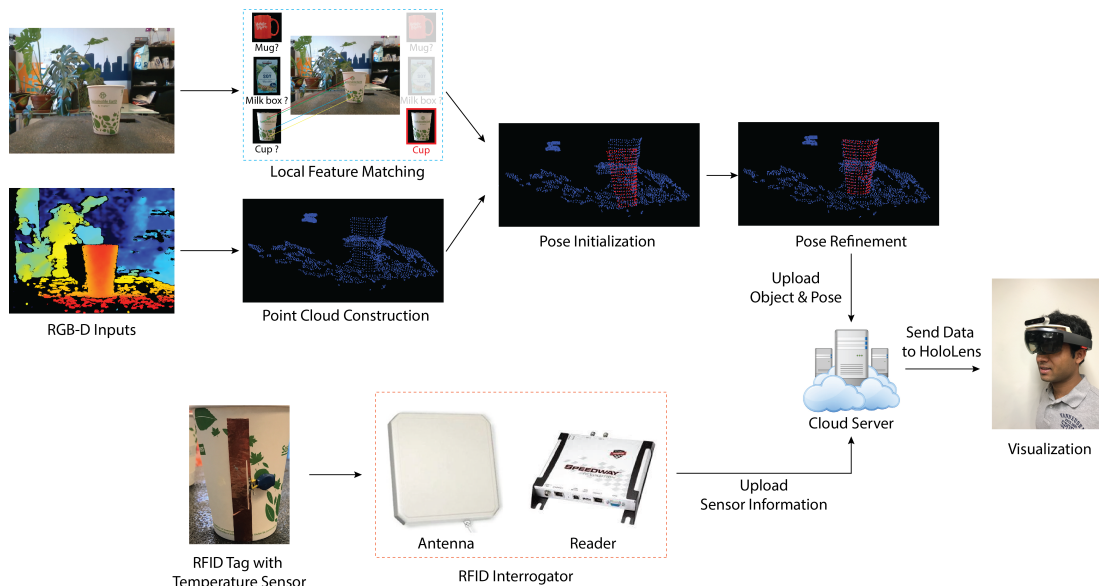 Mug?
Mug?
Milk box ?
Milk box ?
Cup ?
Cup
Local Feature Matching
Pose Initialization
Pose Refinement
RGB-D Inputs
Point Cloud Construction
Upload
Object & Pose
Send Data
to HoloLens
Cloud Server
Visualization
SPEEDWAY
Upload
Sensor Information
Antenna
Reader
RFID Tag with
Temperature Sensor
RFID Interrogator